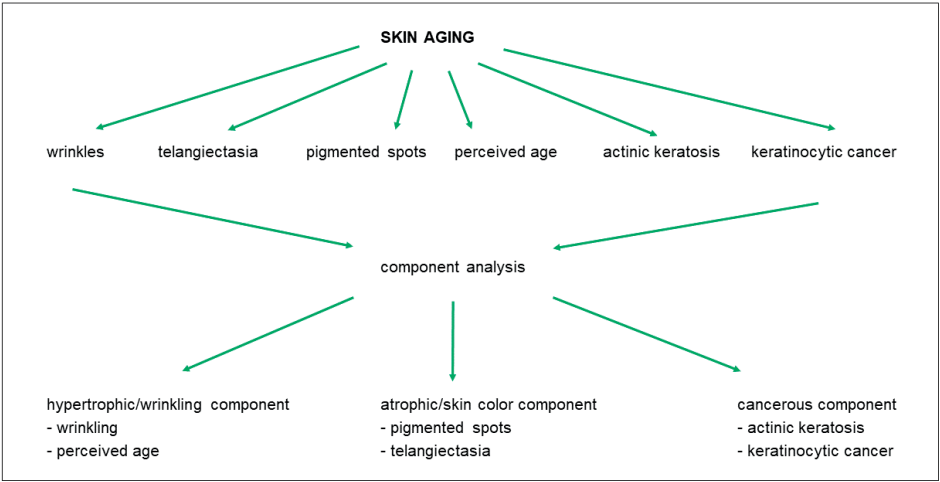 SKIN AGING
wrinkles telangiectasia pigmented spots perceived age actinic keratosis keratinocytic cancer
component analysis
hypertrophic/wrinkling component
- wrinkling
- perceived age
atrophic/skin color component
- pigmented spots
- telangiectasia
cancerous component
- actinic keratosis
- keratinocytic cancer